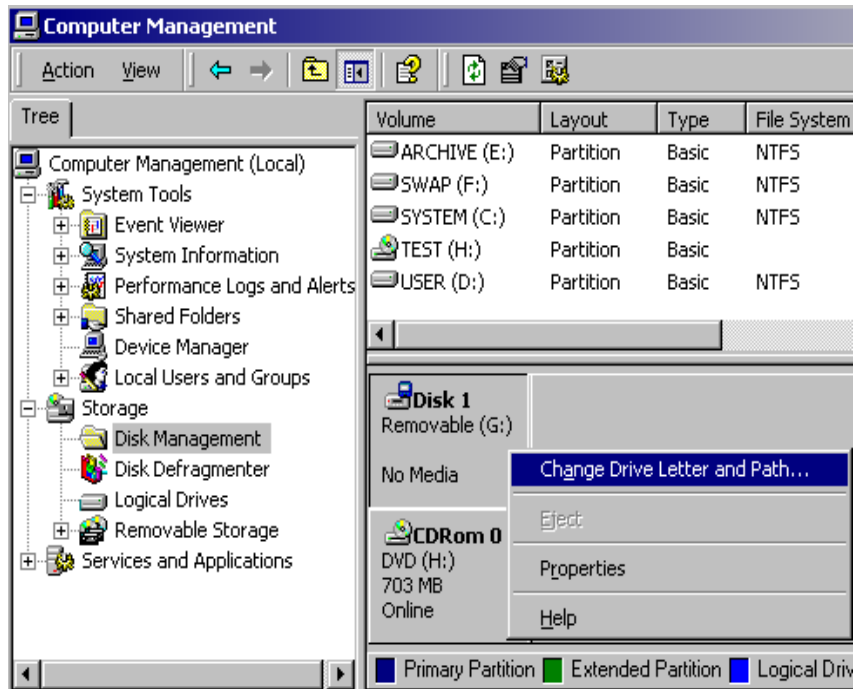 Computer Management
Action View
Tree
Computer Management (Local)
System Tools
Event Viewer
System Information
Performance Logs and Alerts
Shared Folders
Device Manager
Local Users and Groups
Storage
Disk Management
Disk Defragmenter
Logical Drives
Removable Storage
Services and Applications
Volume Layout Type File System
ARCHIVE (E:) Partition Basic NTFS
SWAP (F:) Partition Basic NTFS
SYSTEM (C:) Partition Basic NTFS
TEST (H:) Partition Basic
USER (D:) Partition Basic NTFS
Disk 1
Removable (G:)
No Media
CDRom 0
DVD (H:)
703 MB
Online
Change Drive Letter and Path...
Eject
Properties
Help
Primary Partition Extended Partition Logical Driv